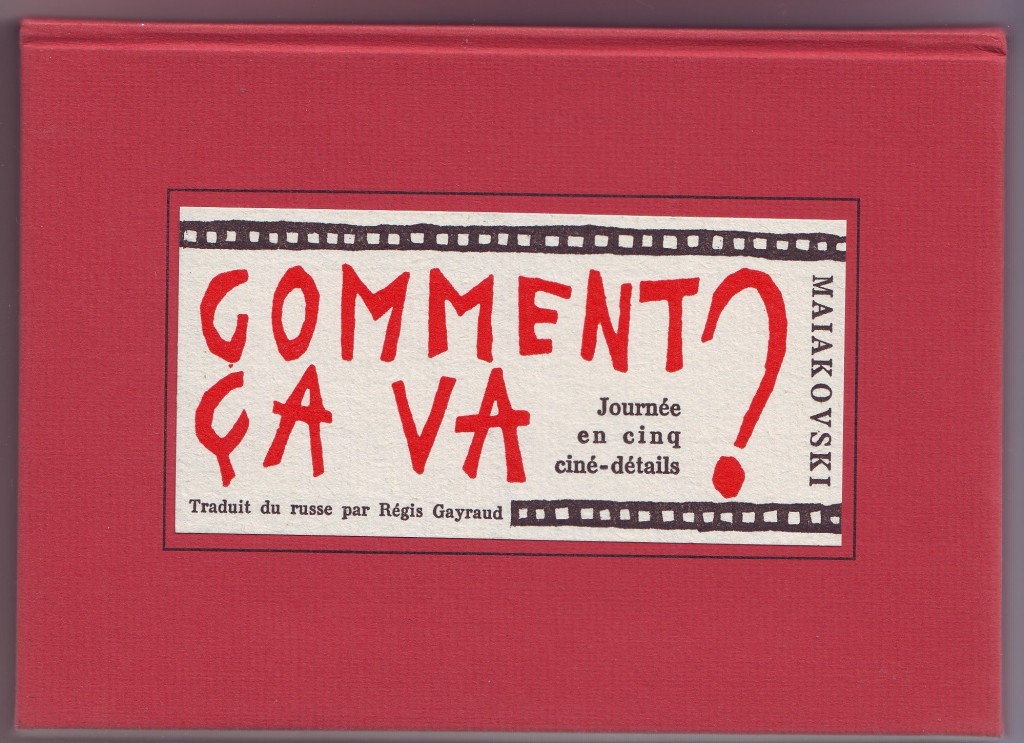 COMMENT
ÇA VA ?
Journée
en cinq
ciné-détails
MAIAKOVSKI
Traduit du russe par Régis Gayraud